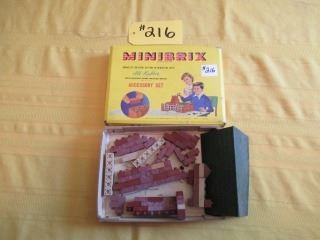 #216
MINIBRIX
All-Rubber
ACCESSORY SET
#216